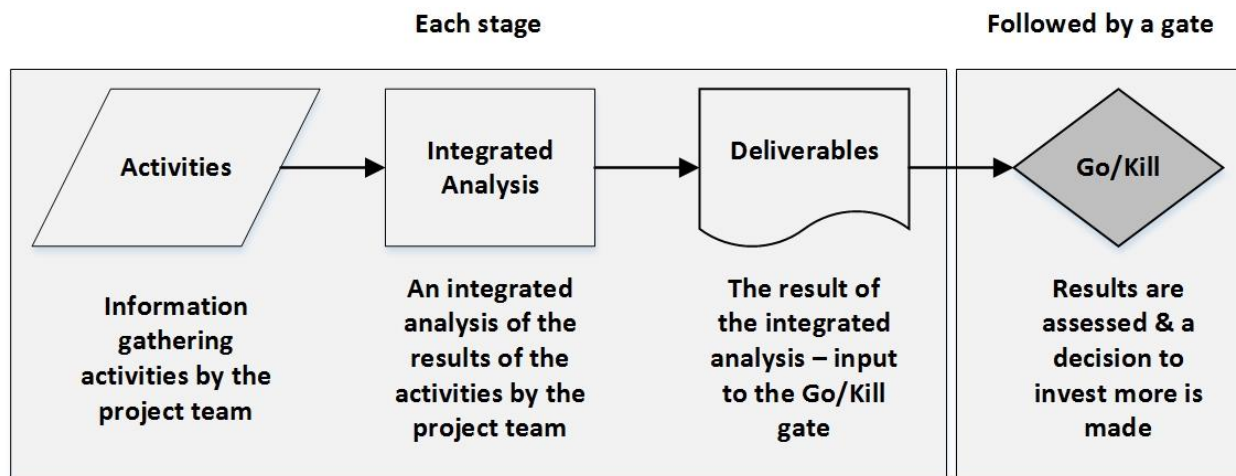 Each stage
Followed by a gate
Activities
Integrated
Analysis
Deliverables
Go/Kill
Information
gathering
activities by the
project team
An integrated
analysis of the
results of the
activities by the
project team
The result of
the integrated
analysis – input
to the Go/Kill
gate
Results are
assessed & a
decision to
invest more is
made